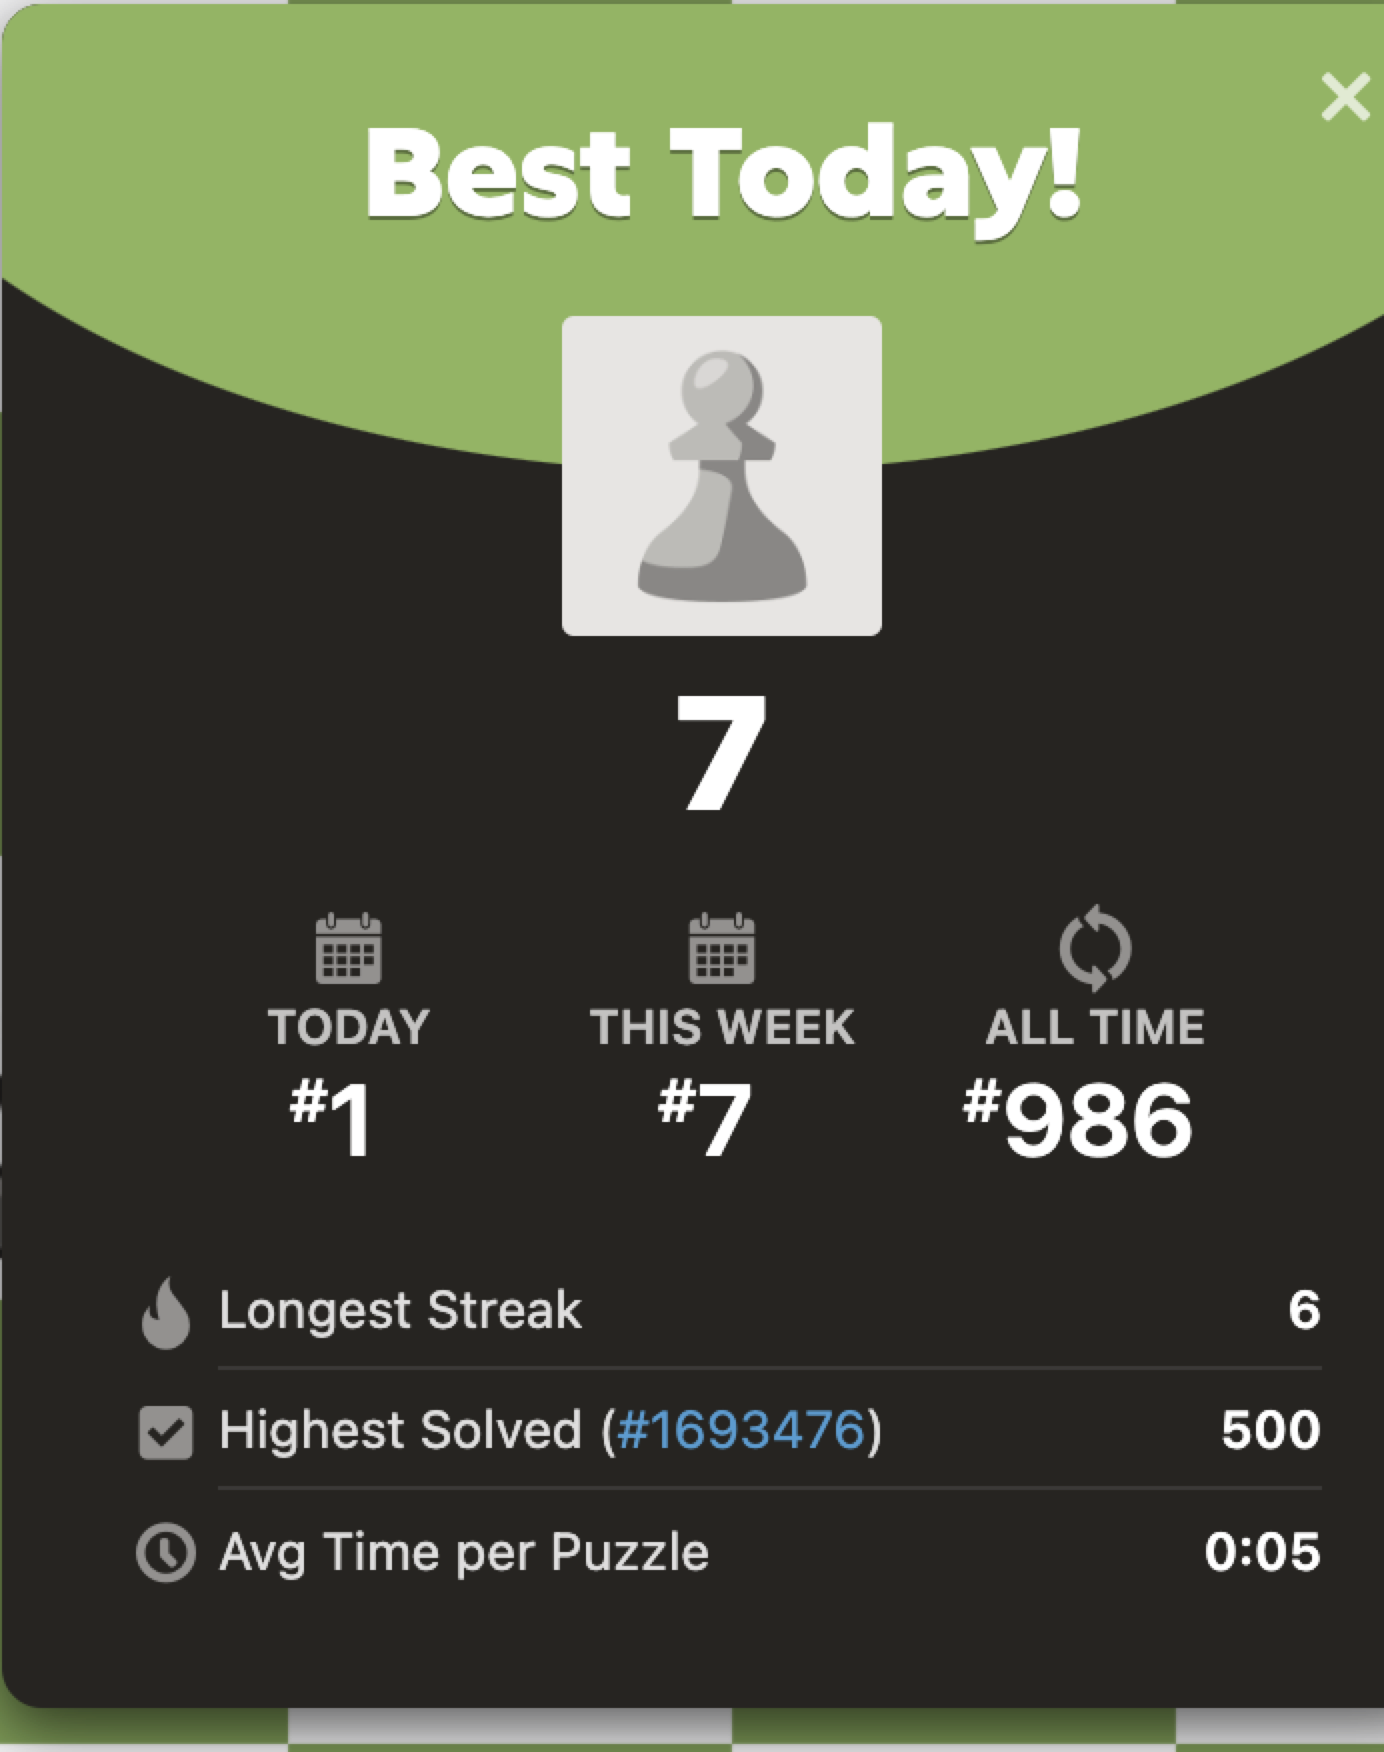 Best Today!
7
TODAY
#1
THIS WEEK
#7
ALL TIME
#986
Longest Streak 6
Highest Solved (#1693476) 500
Avg Time per Puzzle 0:05